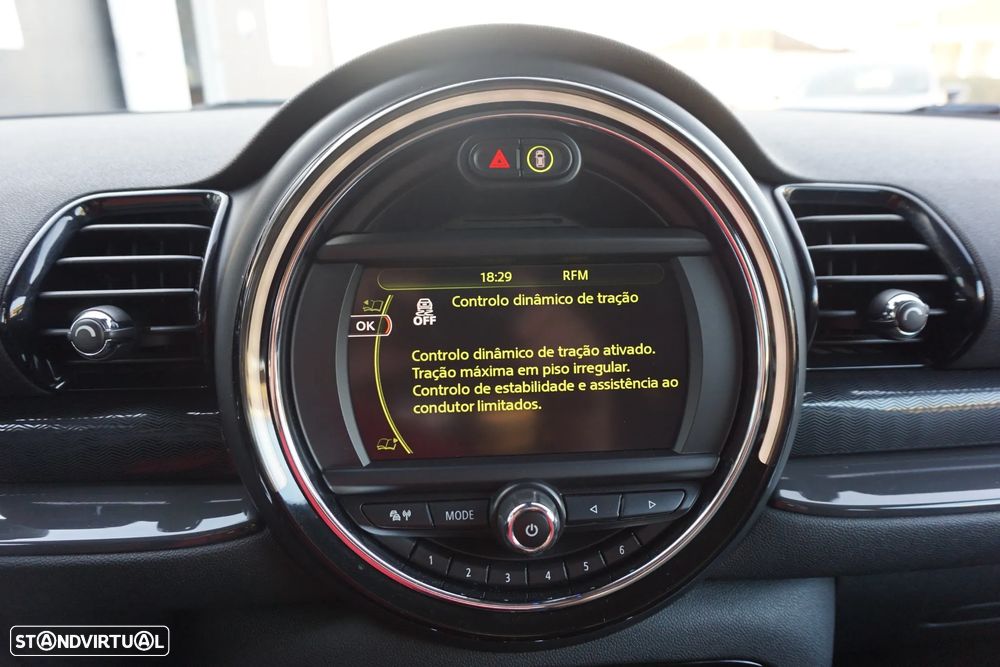 18:29 RFM
Controlo dinâmico de tração
OFF
OK
Controlo dinâmico de tração ativado.
Tração máxima em piso irregular.
Controlo de estabilidade e assistência ao
condutor limitados.
MODE
1 2 3 4 5 6
STANDVIRTUAL